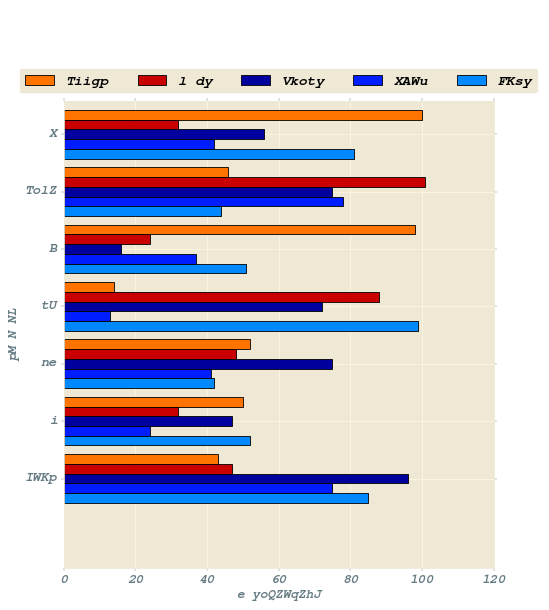 Tiigp l dy Vkoty XAWu FKsy
X
TolZ
B
tU
ne
i
IWKp
pM N NL
0 20 40 60 80 100 120
e yoQZWqZhJ